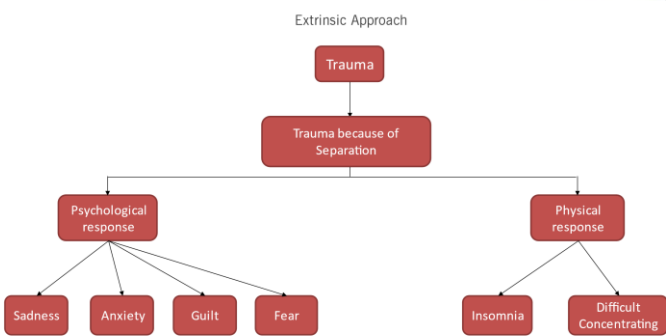 Extrinsic Approach
Trauma
Trauma because of
Separation
Psychological
response
Physical
response
Sadness
Anxiety
Guilt
Fear
Insomnia
Difficult
Concentrating